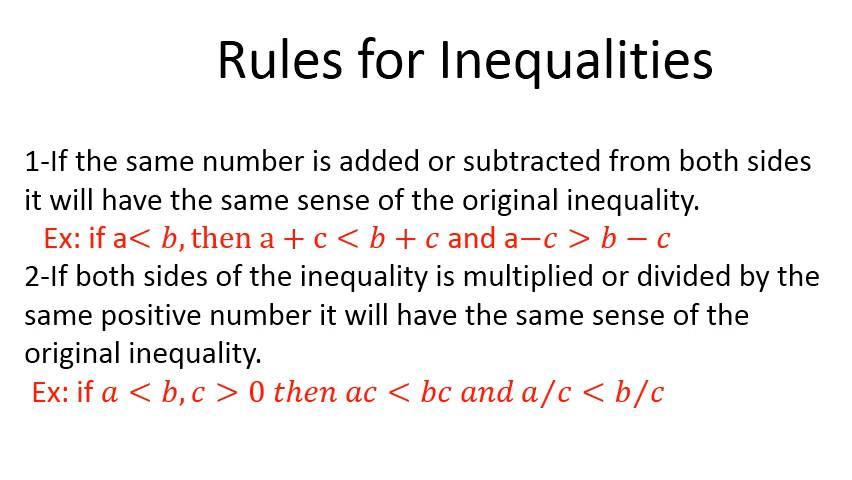 Rules for Inequalities
1-If the same number is added or subtracted from both sides
it will have the same sense of the original inequality.
Ex: if a< b, then a + c < b + c and a−c > b − c
2-If both sides of the inequality is multiplied or divided by the
same positive number it will have the same sense of the
original inequality.
Ex: if a < b, c > 0 then ac < bc and a/c < b/c